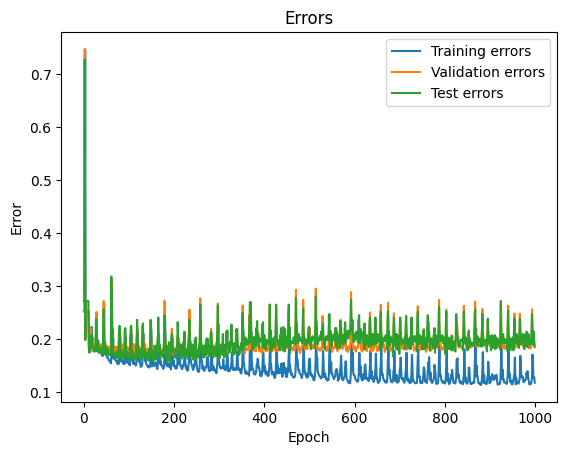 Errors
Training errors
Validation errors
Test errors
0.7
0.6
0.5
0.4
0.3
0.2
0.1
Error
0 200 400 600 800 1000
Epoch